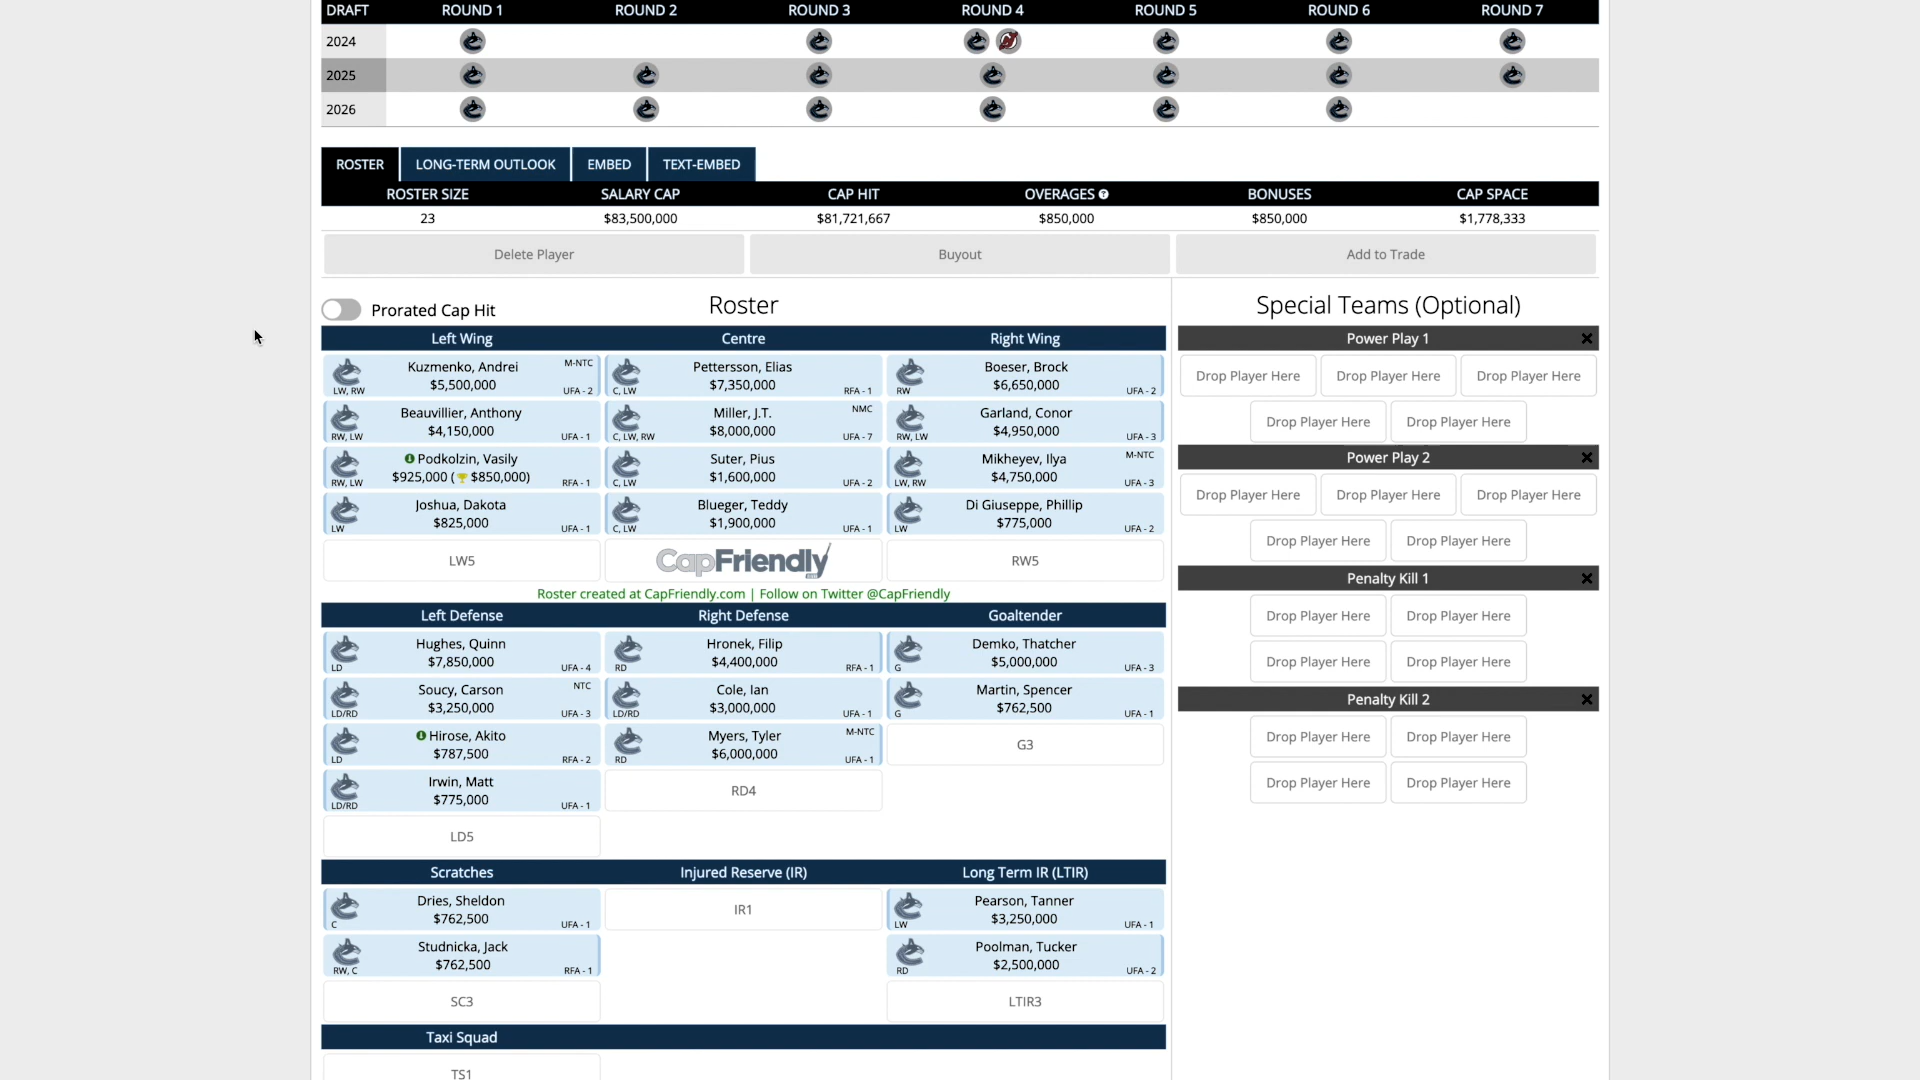 DRAFT ROUND 1 ROUND 2 ROUND 3 ROUND 4 ROUND 5 ROUND 6 ROUND 7
2024
2025
2026
ROSTER LONG-TERM OUTLOOK EMBED TEXT-EMBED
ROSTER SIZE SALARY CAP CAP HIT OVERAGES BONUSES CAP SPACE
23 $83,500,000 $81,721,667 $850,000 $850,000 $1,778,333
Delete Player Buyout Add to Trade
Prorated Cap Hit
Roster
Left Wing Centre Right Wing
Kuzmenko, Andrei M-NTC
$5,500,000
LW, RW UFA - 2
Pettersson, Elias
$7,350,000
C, LW RFA - 1
Boeser, Brock
$6,650,000
RW UFA - 2
Beauvillier, Anthony
$4,150,000
RW, LW UFA - 1
Miller, J.T. NMC
$8,000,000
C, LW, RW UFA - 7
Garland, Conor
$4,950,000
RW, LW UFA - 3
Podkolzin, Vasily
$925,000 ( $850,000)
RW, LW RFA - 1
Suter, Pius
$1,600,000
C, LW UFA - 2
Mikheyev, Ilya M-NTC
$4,750,000
LW, RW UFA - 3
Joshua, Dakota
$825,000
LW UFA - 1
Blueger, Teddy
$1,900,000
C, LW UFA - 1
Di Giuseppe, Phillip
$775,000
LW UFA - 2
LW5 CapFriendly RW5
Roster created at CapFriendly.com | Follow on Twitter @CapFriendly
Left Defense Right Defense Goaltender
Hughes, Quinn
$7,850,000
LD UFA - 4
Hronek, Filip
$4,400,000
RD RFA - 1
Demko, Thatcher
$5,000,000
G UFA - 3
Soucy, Carson NTC
$3,250,000
LD/RD UFA - 3
Cole, Ian
$3,000,000
LD/RD UFA - 1
Martin, Spencer
$762,500
G UFA - 1
Hirose, Akito
$787,500
LD RFA - 2
Myers, Tyler M-NTC
$6,000,000
RD UFA - 1
G3
Irwin, Matt
$775,000
LD/RD UFA - 1
RD4
LD5
Scratches Injured Reserve (IR) Long Term IR (LTIR)
Dries, Sheldon
$762,500
C UFA - 1
IR1
Pearson, Tanner
$3,250,000
LW UFA - 1
Studnicka, Jack
$762,500
RW, C RFA - 1
Poolman, Tucker
$2,500,000
RD UFA - 2
SC3 LTIR3
Taxi Squad
TS1
Special Teams (Optional)
Power Play 1
Drop Player Here Drop Player Here Drop Player Here
Drop Player Here Drop Player Here
Power Play 2
Drop Player Here Drop Player Here Drop Player Here
Drop Player Here Drop Player Here
Penalty Kill 1
Drop Player Here Drop Player Here
Drop Player Here Drop Player Here
Penalty Kill 2
Drop Player Here Drop Player Here
Drop Player Here Drop Player Here